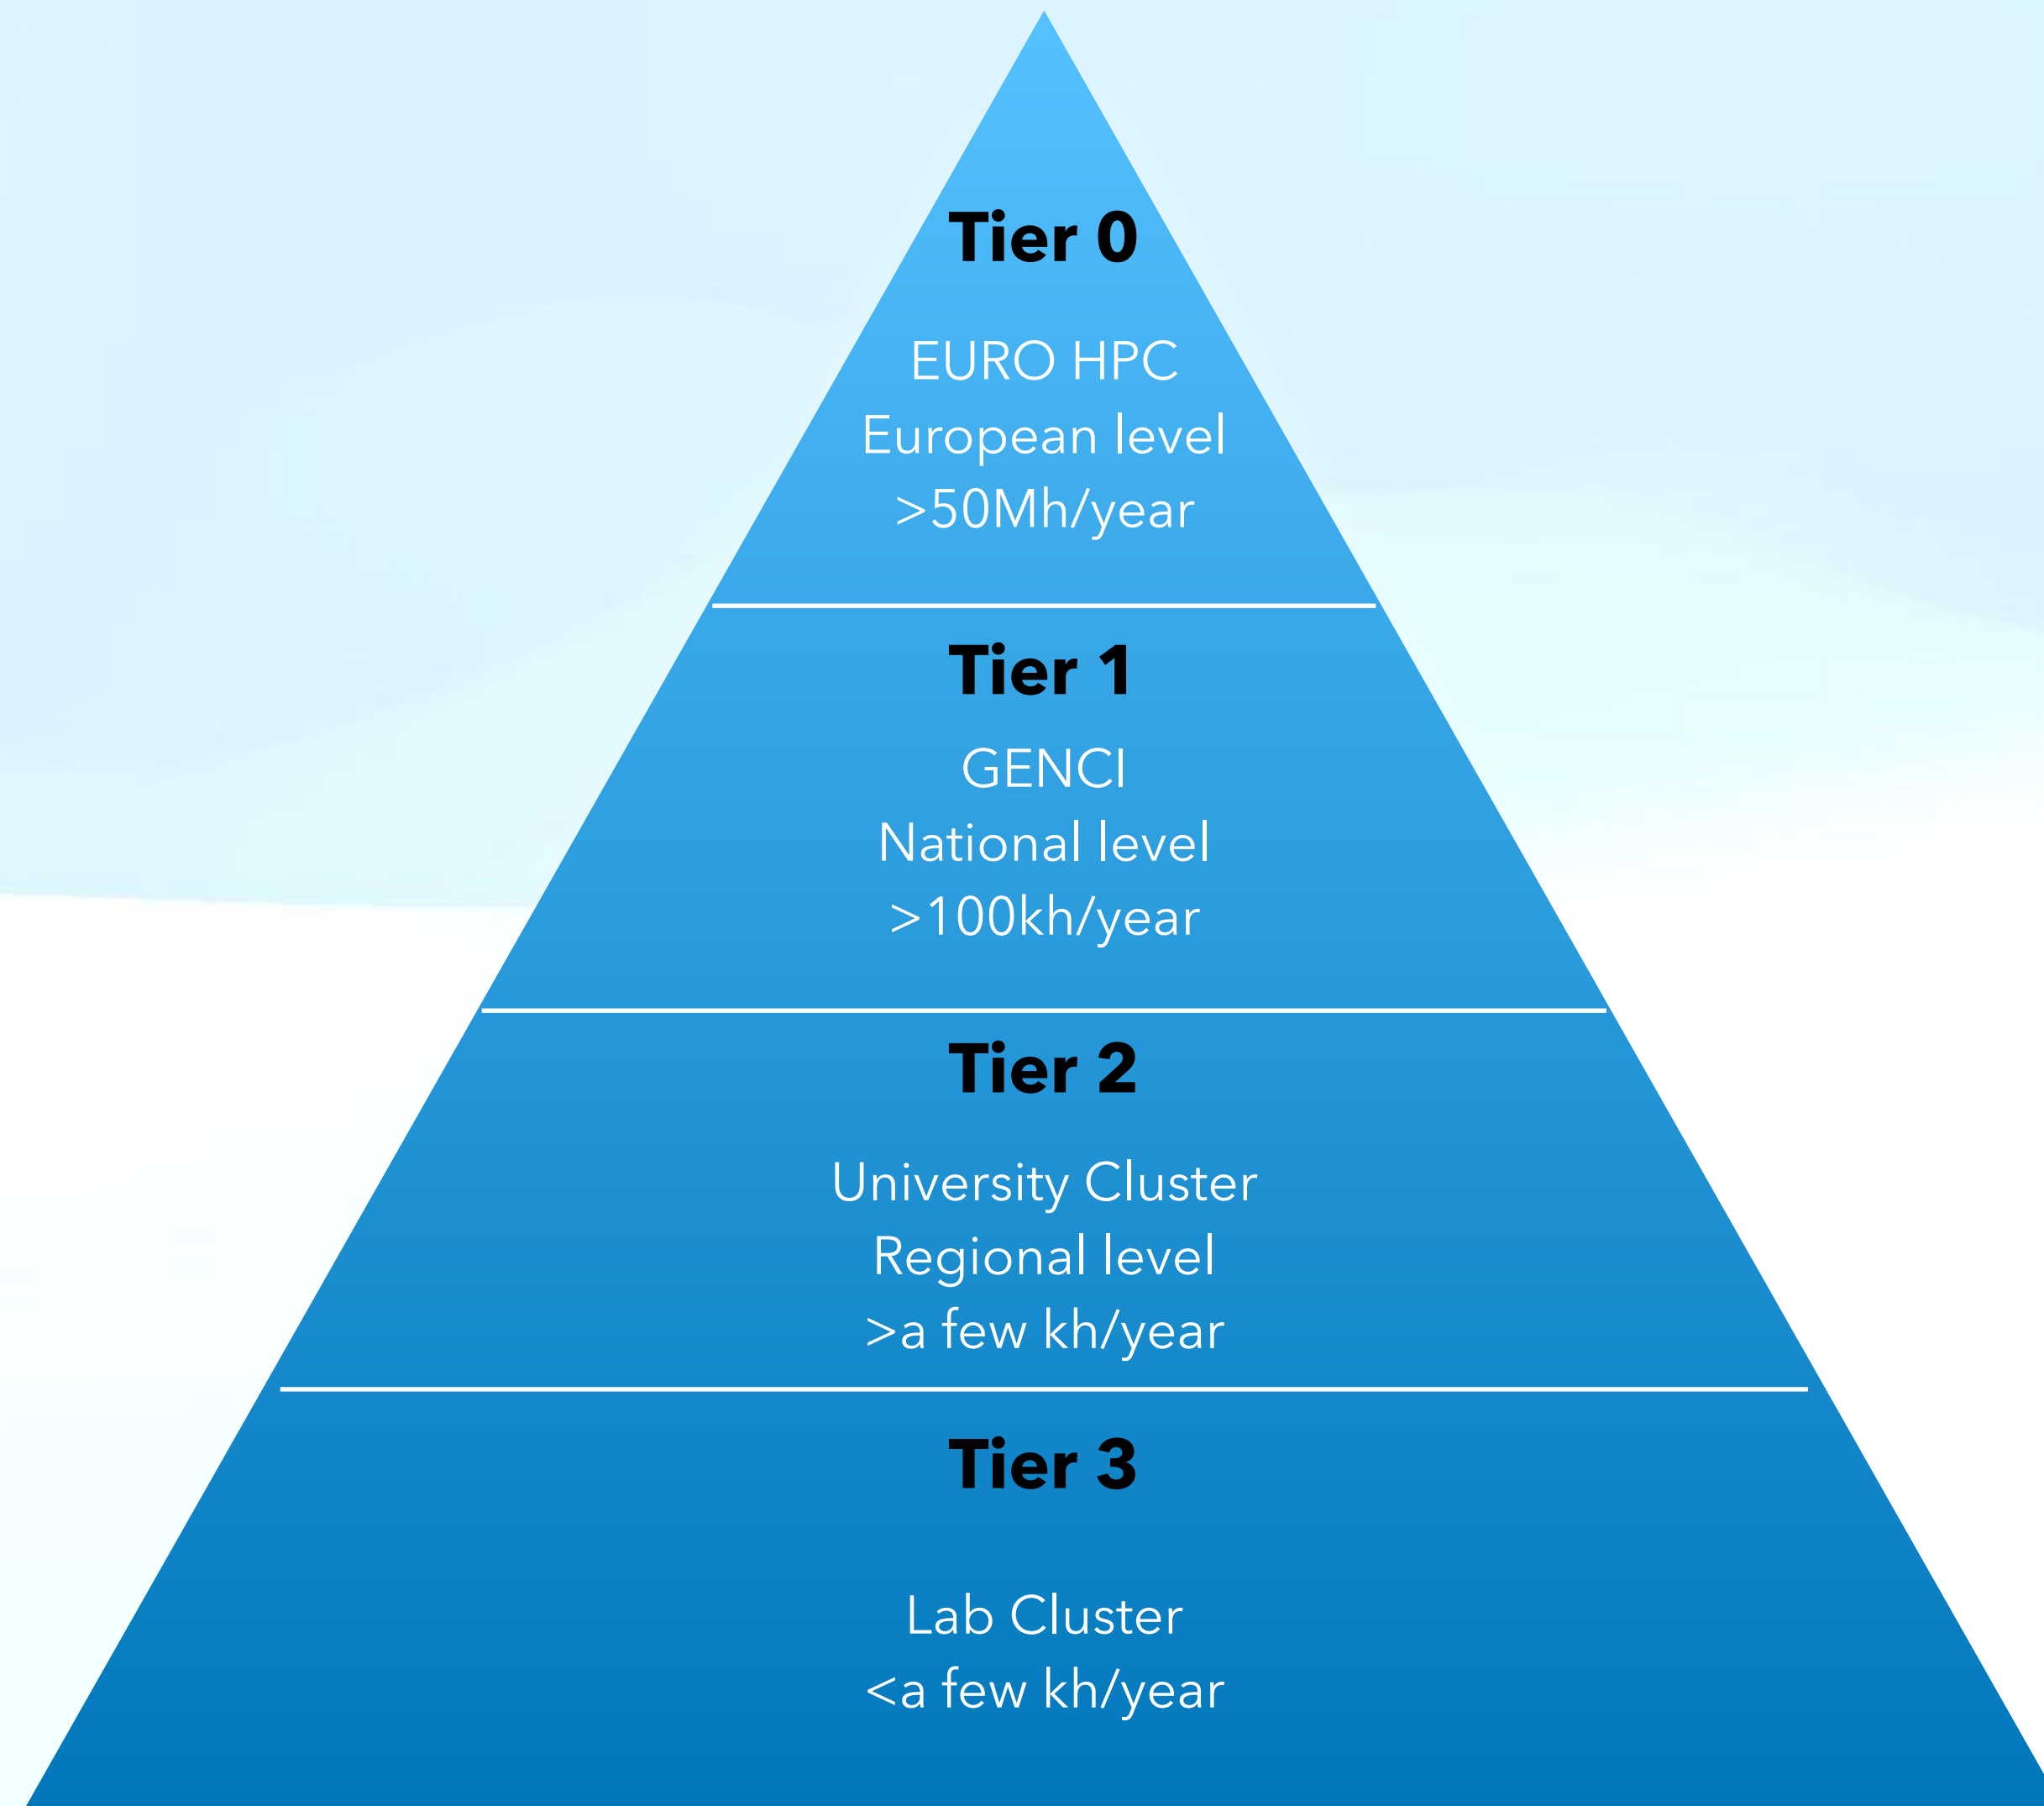 Tier 0
EURO HPC
European level
>50Mh/year
Tier 1
GENCI
National level
>100kh/year
Tier 2
University Cluster
Regional level
>a few kh/year
Tier 3
Lab Cluster
<a few kh/year